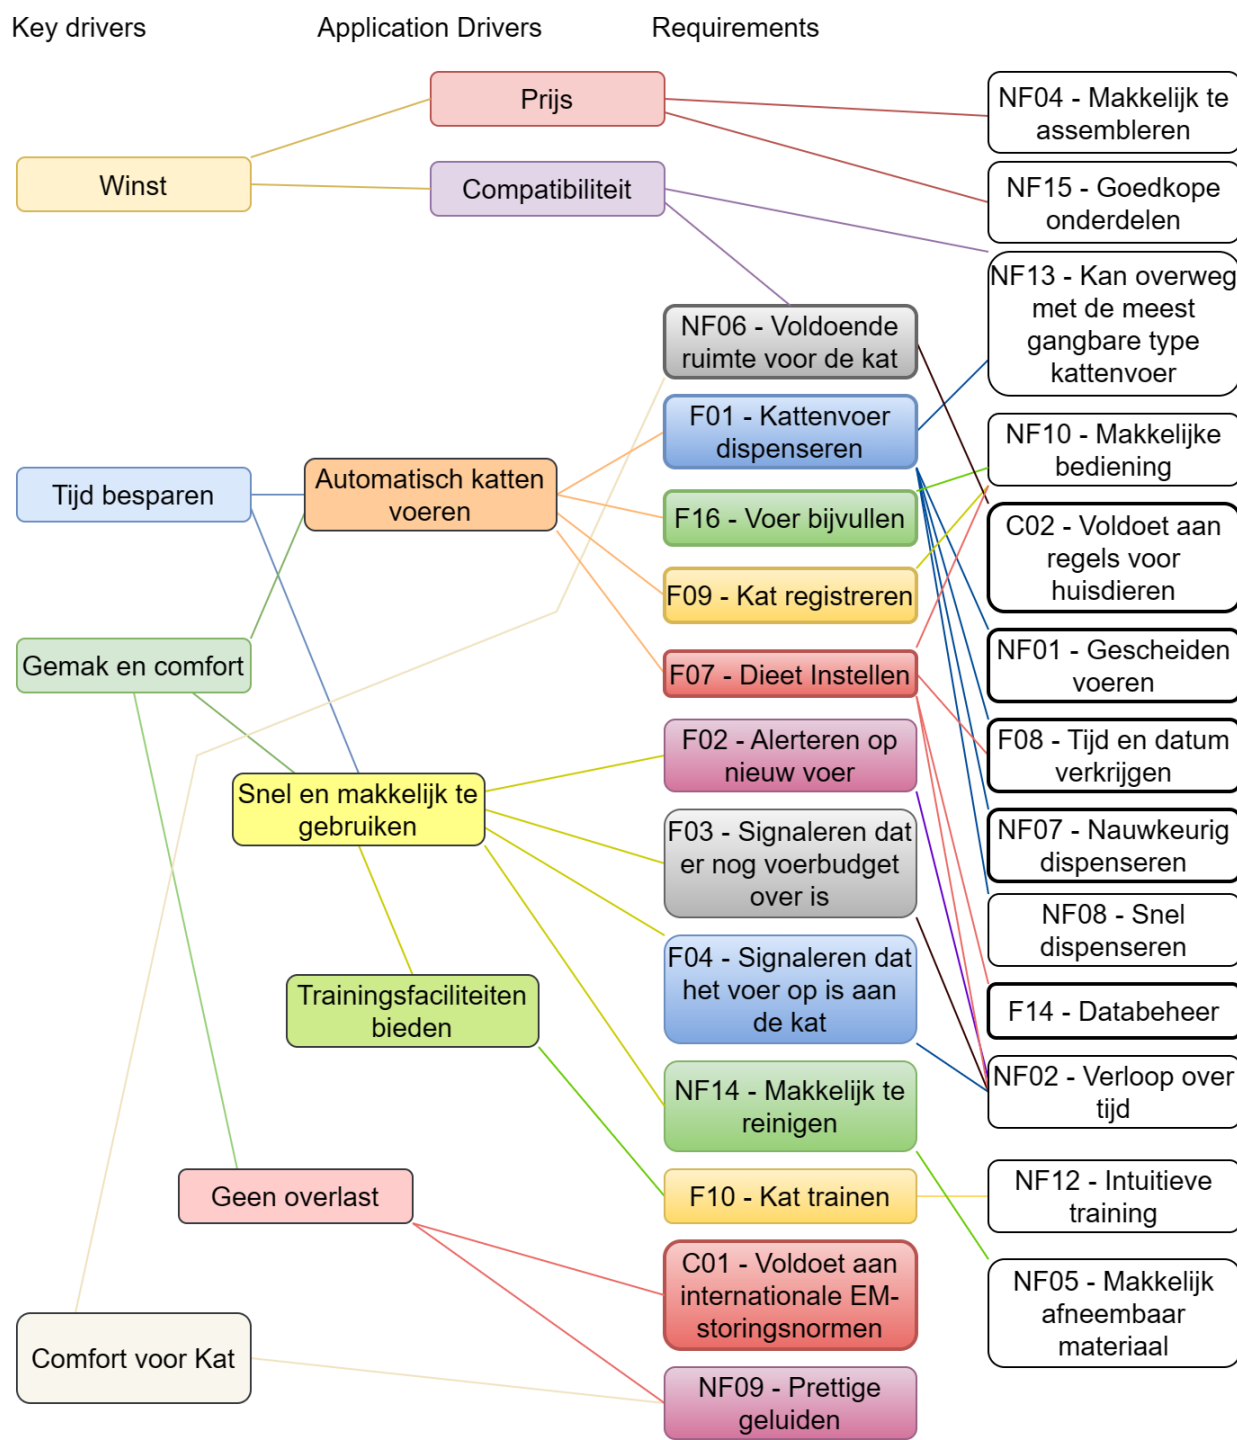 Key drivers
Application Drivers
Requirements
Prijs
NF04 - Makkelijk te
assembleren
Winst
Compatibiliteit
NF15 - Goedkope
onderdelen
NF13 - Kan overweg
met de meest
gangbare type
kattenvoer
NF06 - Voldoende
ruimte voor de kat
F01 - Kattenvoer
dispenseren
NF10 - Makkelijke
bediening
Tijd besparen
Automatisch katten
voeren
F16 - Voer bijvullen
C02 - Voldoet aan
regels voor
huisdieren
F09 - Kat registreren
Gemak en comfort
F07 - Dieet Instellen
NF01 - Gescheiden
voeren
F02 - Alerteren op
nieuw voer
F08 - Tijd en datum
verkrijgen
Snel en makkelijk te
gebruiken
F03 - Signaleren dat
er nog voerbudget
over is
NF07 - Nauwkeurig
dispenseren
NF08 - Snel
dispenseren
F04 - Signaleren dat
het voer op is aan
de kat
Trainingsfaciliteiten
bieden
F14 - Databeheer
NF14 - Makkelijk te
reinigen
NF02 - Verloop over
tijd
Geen overlast
F10 - Kat trainen
NF12 - Intuitieve
training
C01 - Voldoet aan
internationale EM-
storingsnormen
NF05 - Makkelijk
afneembaar
materiaal
Comfort voor Kat
NF09 - Prettige
geluiden